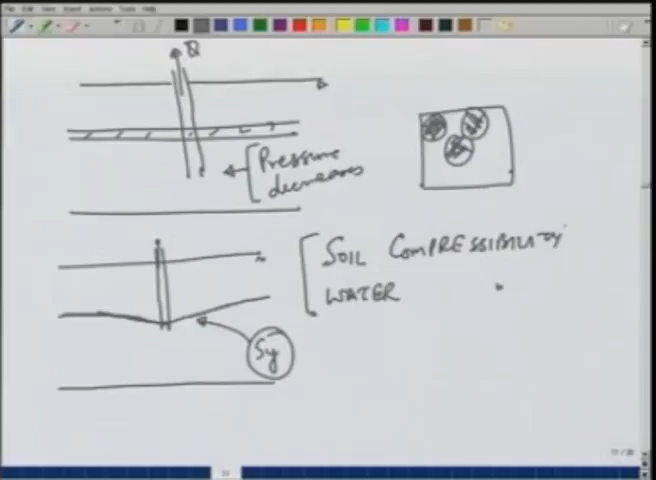 Q
Pressure
decreases
SOIL COMPRESSIBILITY
WATER
Sy